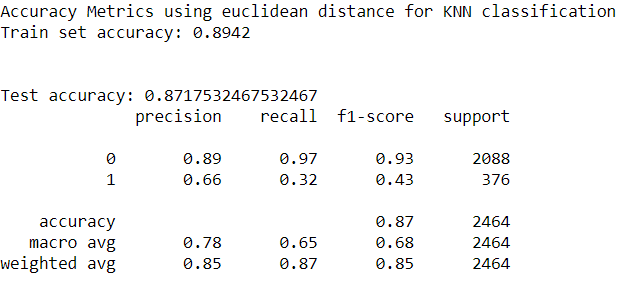 Accuracy Metrics using euclidean distance for KNN classification
Train set accuracy: 0.8942
Test accuracy: 0.8717532467532467
precision recall f1-score support
0 0.89 0.97 0.93 2088
1 0.66 0.32 0.43 376
accuracy 0.87 2464
macro avg 0.78 0.65 0.68 2464
weighted avg 0.85 0.87 0.85 2464